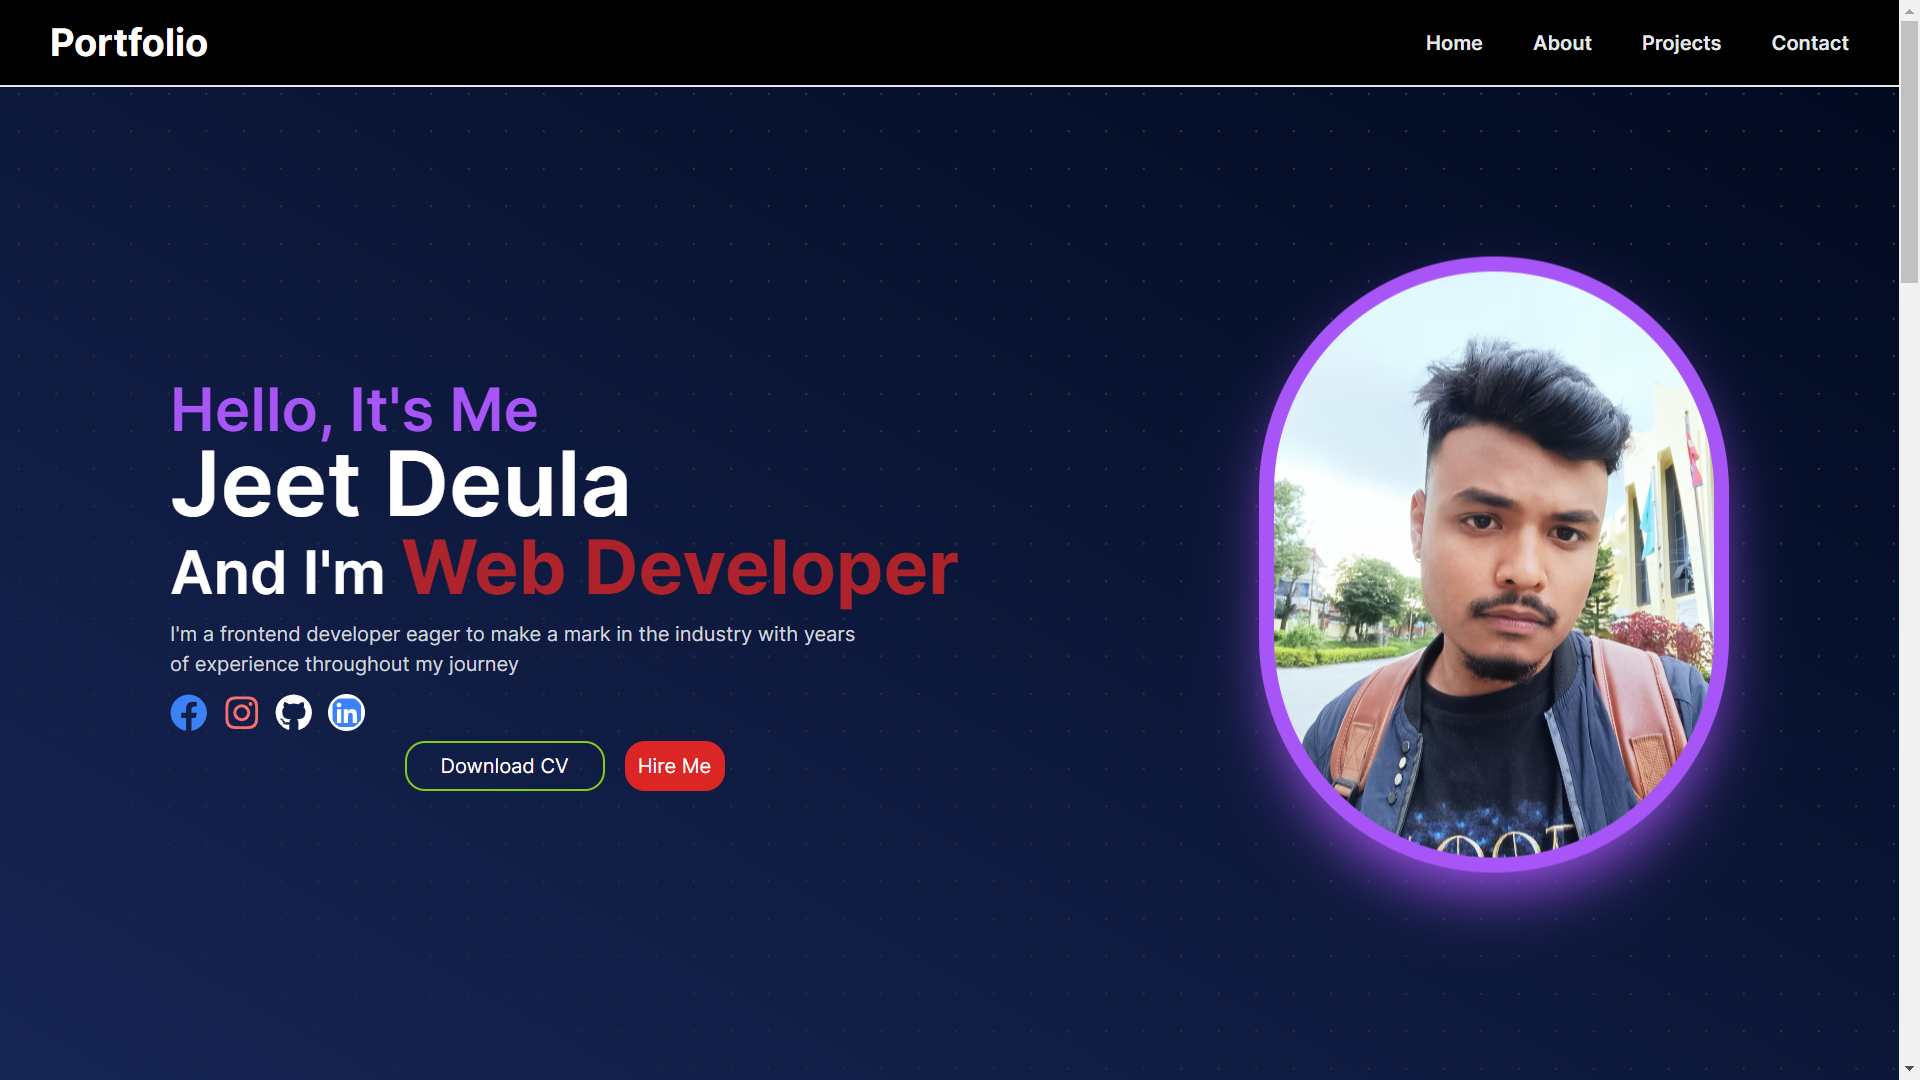 Portfolio
Home About Projects Contact
Hello, It's Me
Jeet Deula
And I'm Web Developer
I'm a frontend developer eager to make a mark in the industry with years
of experience throughout my journey
in
Download CV Hire Me